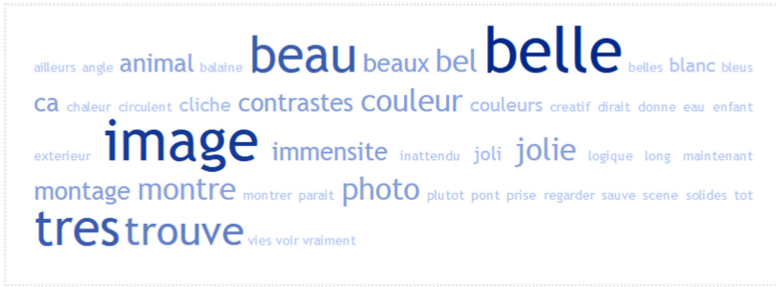 ailleurs angle animal balaine beau beaux bel belle belles blanc bleus
ca chaleur circulent cliche contrastes couleur couleurs creatif dirait donne eau enfant
exterieur image immensite inattendu joli jolie logique long maintenant
montage montre montrer parait photo plutot pont prise regarder sauve scene solides tot
tres trouve vies voir vraiment